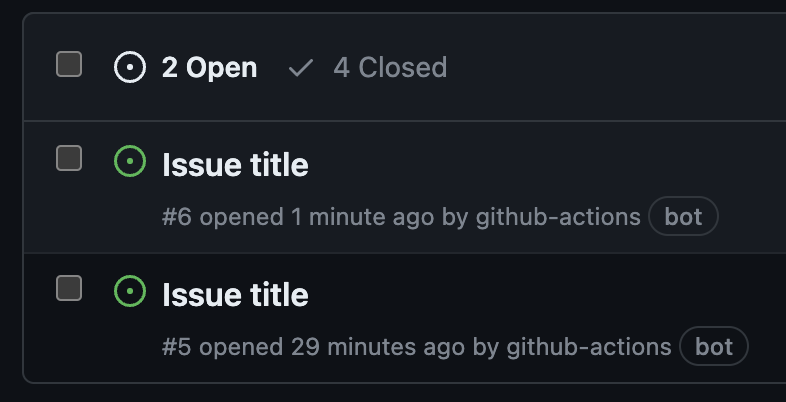 2 Open 4 Closed
Issue title
#6 opened 1 minute ago by github-actions bot
Issue title
#5 opened 29 minutes ago by github-actions bot